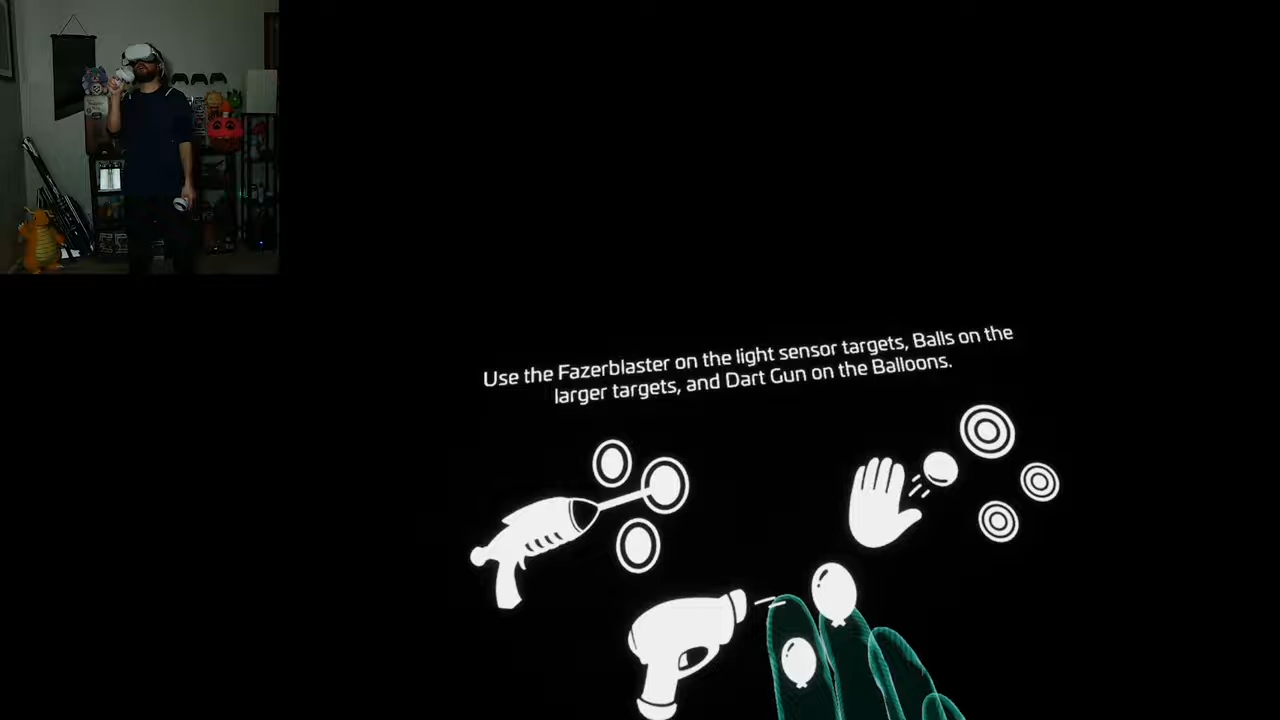 Use the Fazerblaster on the light sensor targets, Balls on the
larger targets, and Dart Gun on the Balloons.